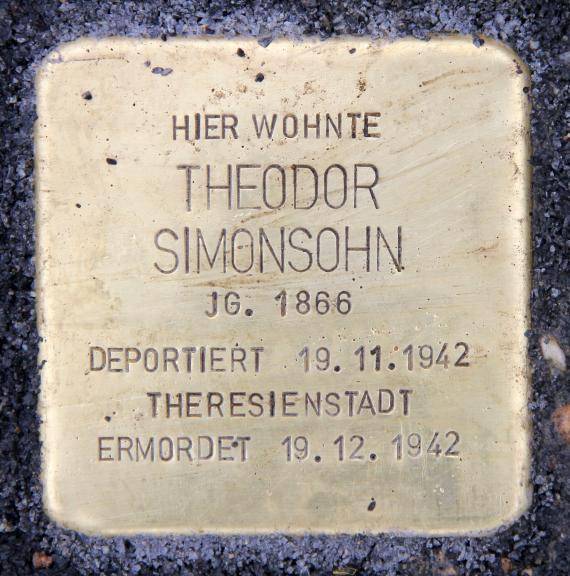 HIER WOHNTE
THEODOR
SIMONSOHN
JG. 1866
DEPORTIERT 19.11.1942
THERESIENSTADT
ERMORDET 19.12.1942